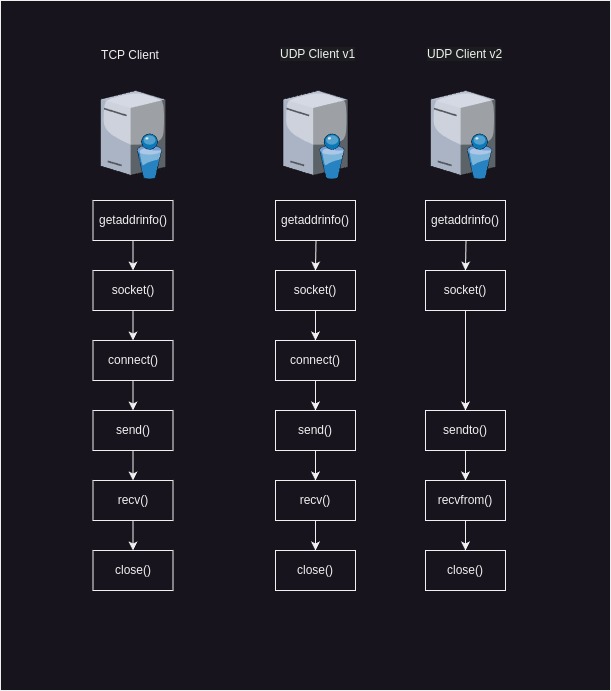 TCP Client
UDP Client v1
UDP Client v2
getaddrinfo()
getaddrinfo()
getaddrinfo()
socket()
socket()
socket()
connect()
connect()
send()
send()
sendto()
recv()
recv()
recvfrom()
close()
close()
close()